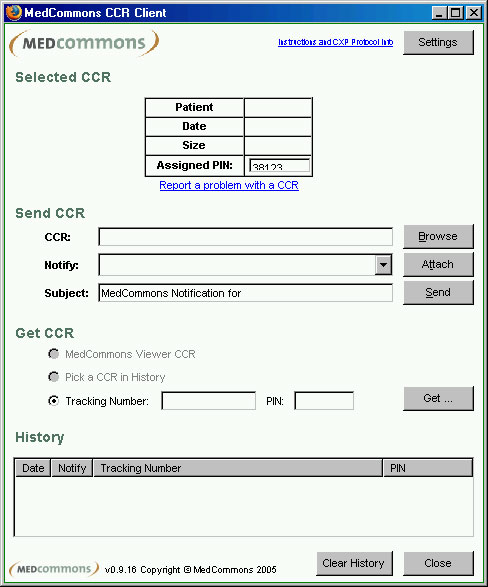 MedCommons CCR Client
MEDcommons
Instructions and CXP Protocol Info
Settings
Selected CCR
Patient
Date
Size
Assigned PIN: 38123
Report a problem with a CCR
Send CCR
CCR: Browse
Notify: Attach
Subject: MedCommons Notification for Send
Get CCR
MedCommons Viewer CCR
Pick a CCR in History
Tracking Number: PIN: Get ...
History
Date Notify Tracking Number PIN
MEDcommons v0.9.16 Copyright © MedCommons 2005 Clear History Close